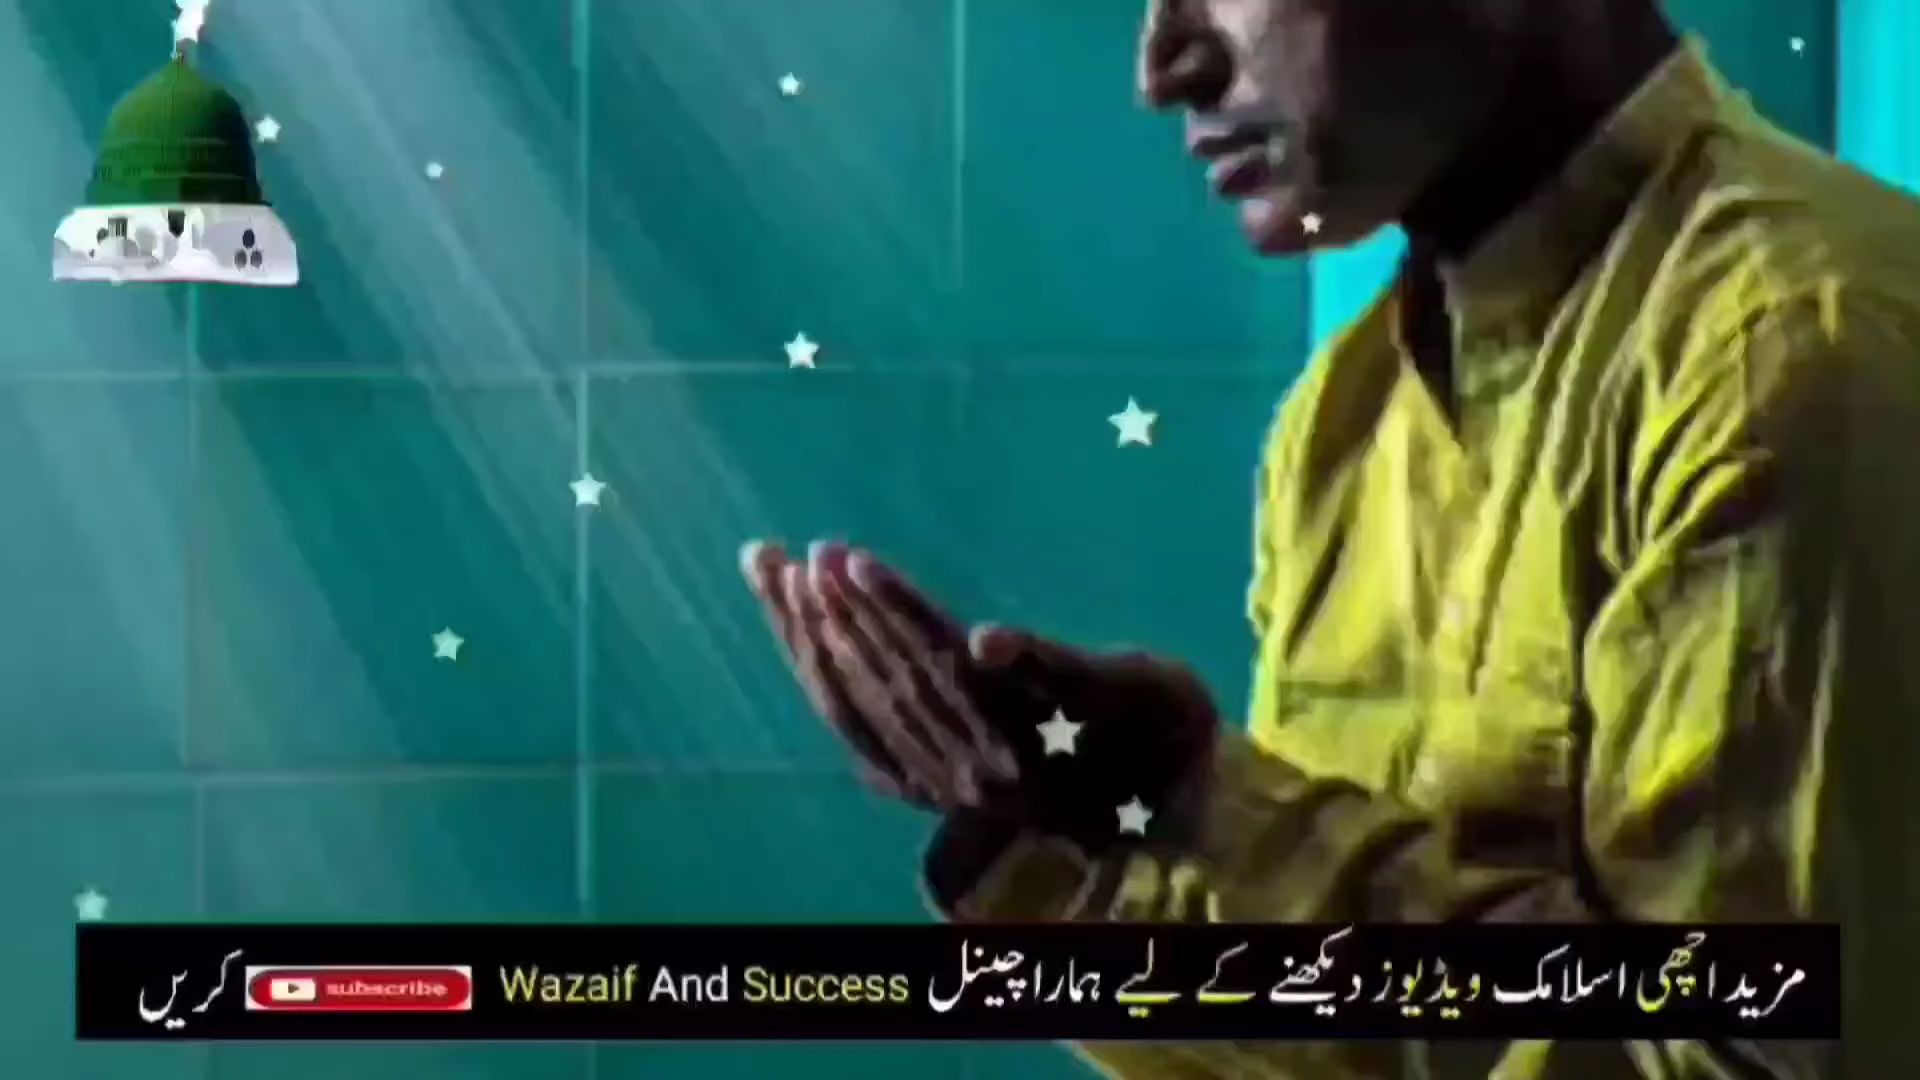 مزید اچھی اسلامک ویڈیوز دیکھنے کے لیے ہمارا چینل Wazaif And Success subscribe کریں